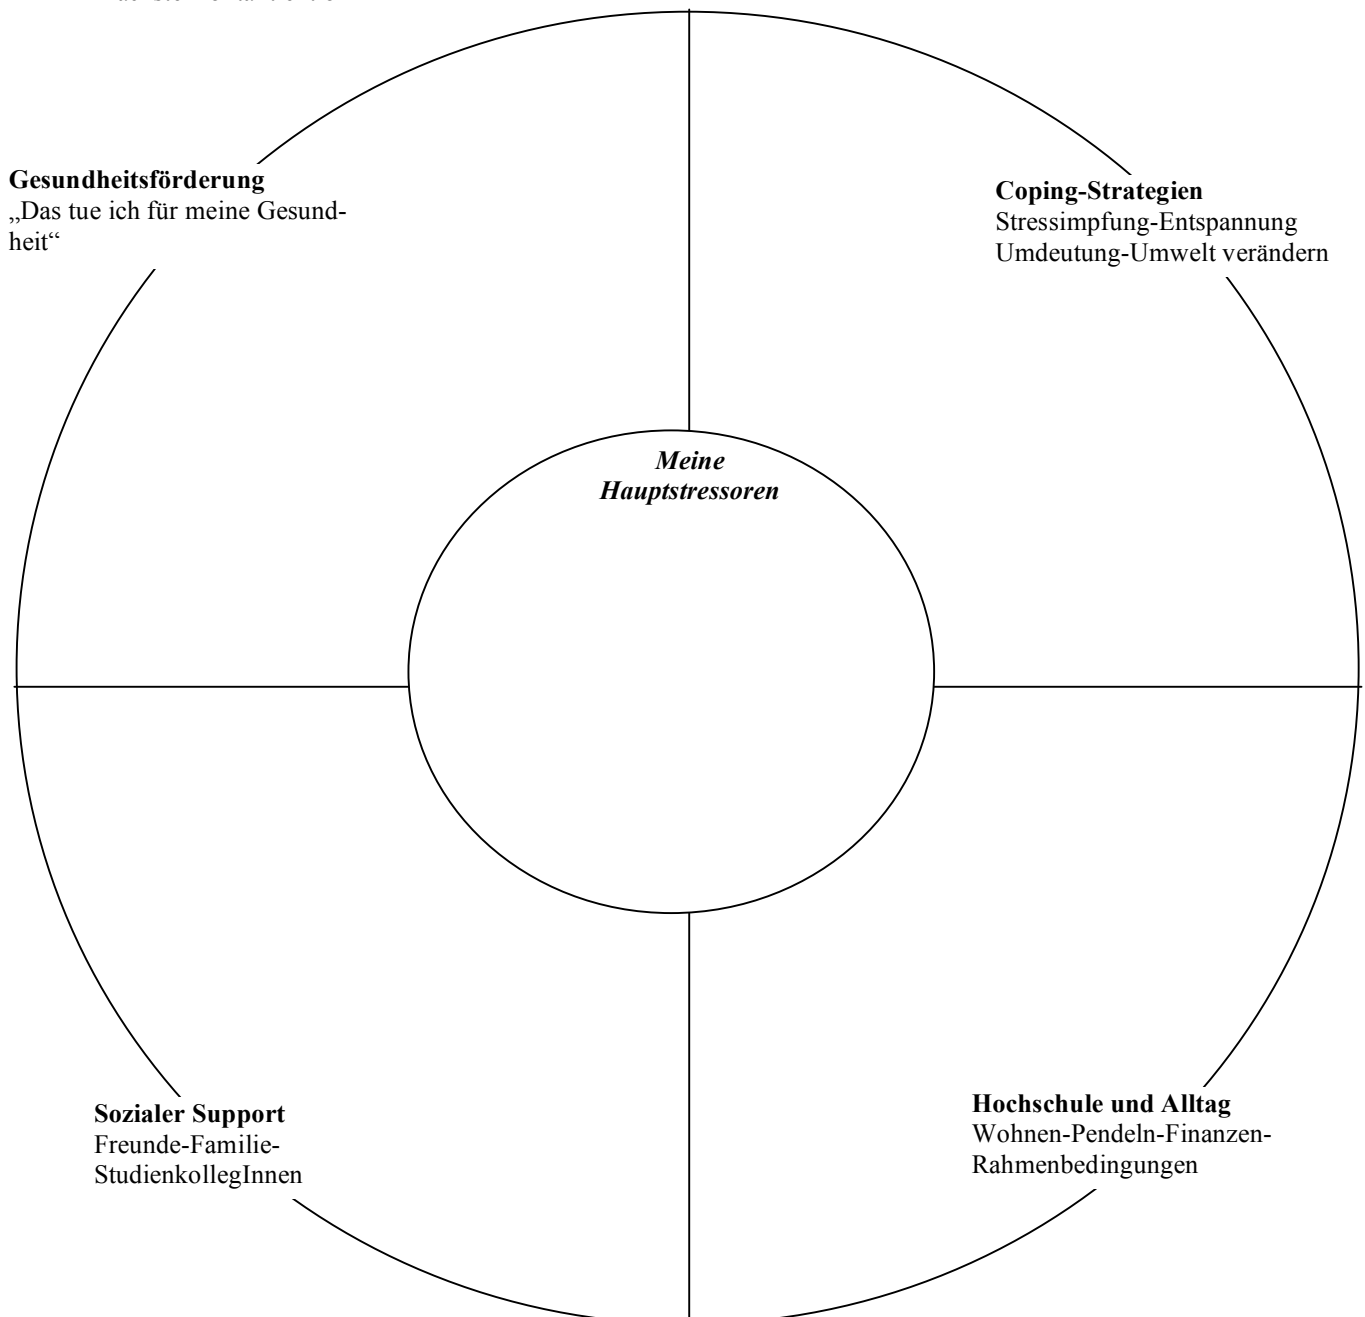 Gesundheitsförderung
„Das tue ich für meine Gesund-
heit“
Coping-Strategien
Stressimpfung-Entspannung
Umdeutung-Umwelt verändern
Meine
Hauptstressoren
Sozialer Support
Freunde-Familie-
StudienkollegInnen
Hochschule und Alltag
Wohnen-Pendeln-Finanzen-
Rahmenbedingungen